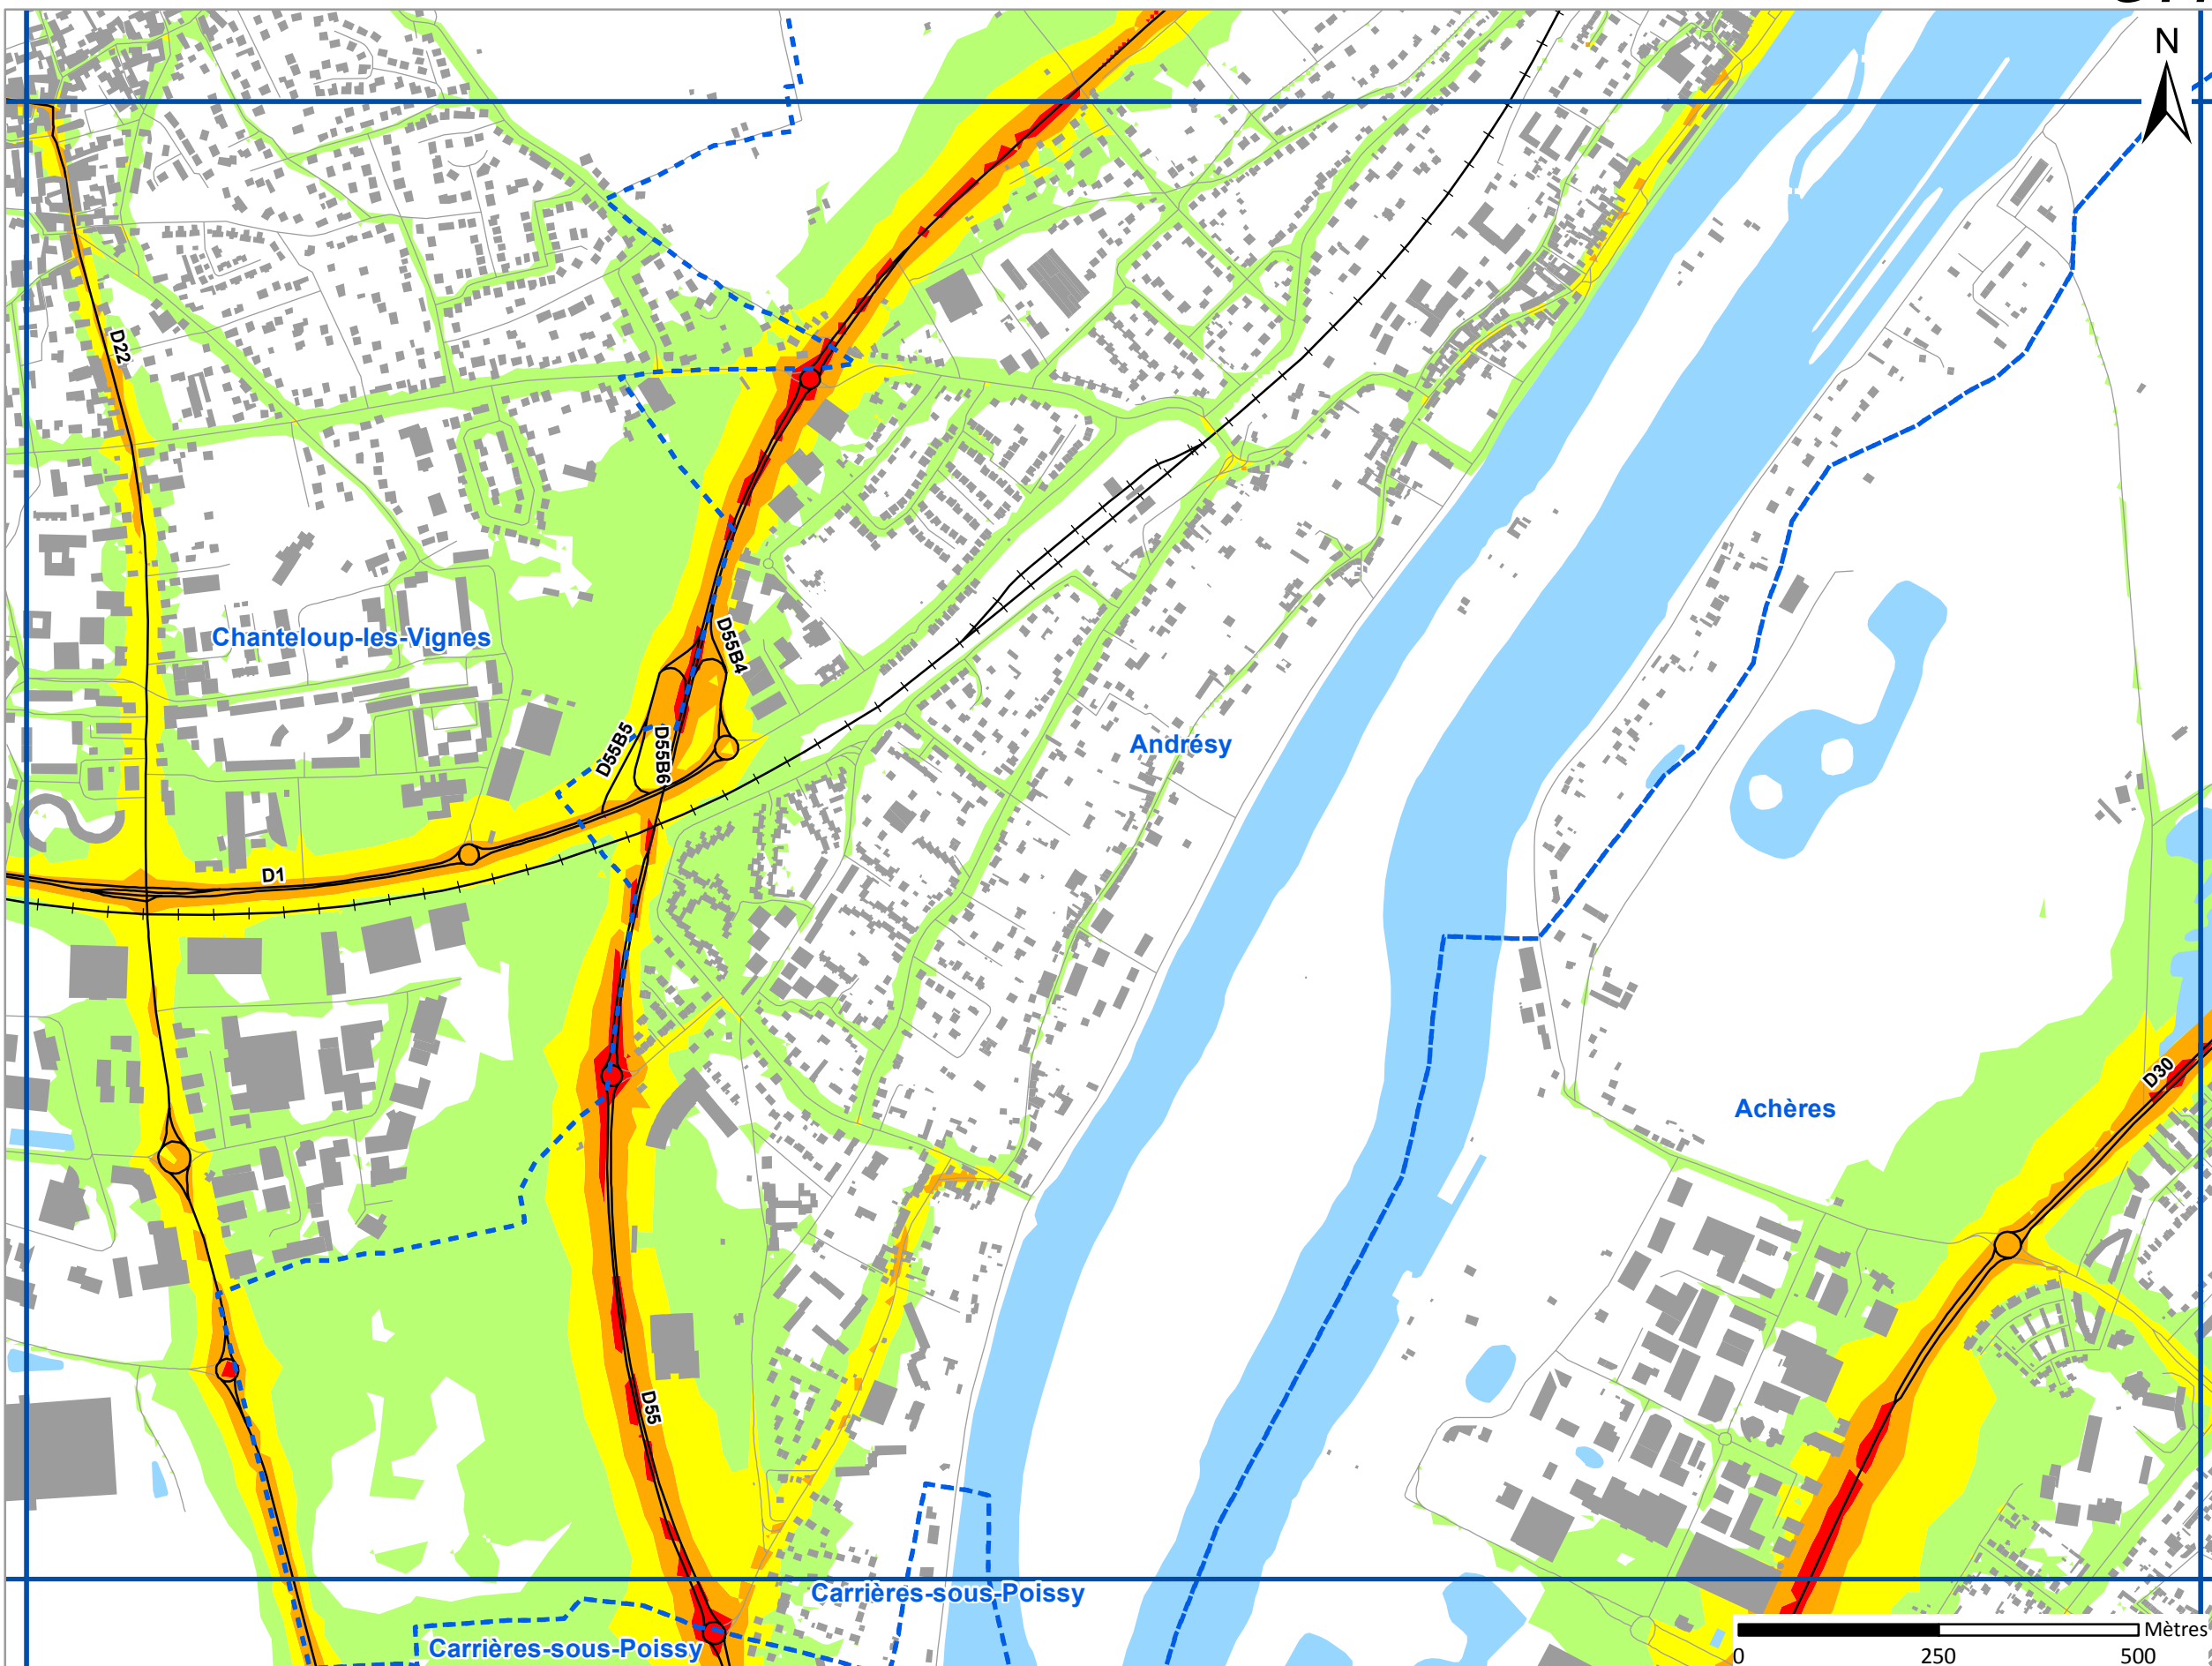 N
D22
Chanteloup-les-Vignes
D55B4
D55B5
D55B6
Andrésy
D1
D30
Achères
D55
Carrières-sous-Poissy
Carrières-sous-Poissy
Mètres
0 250 500